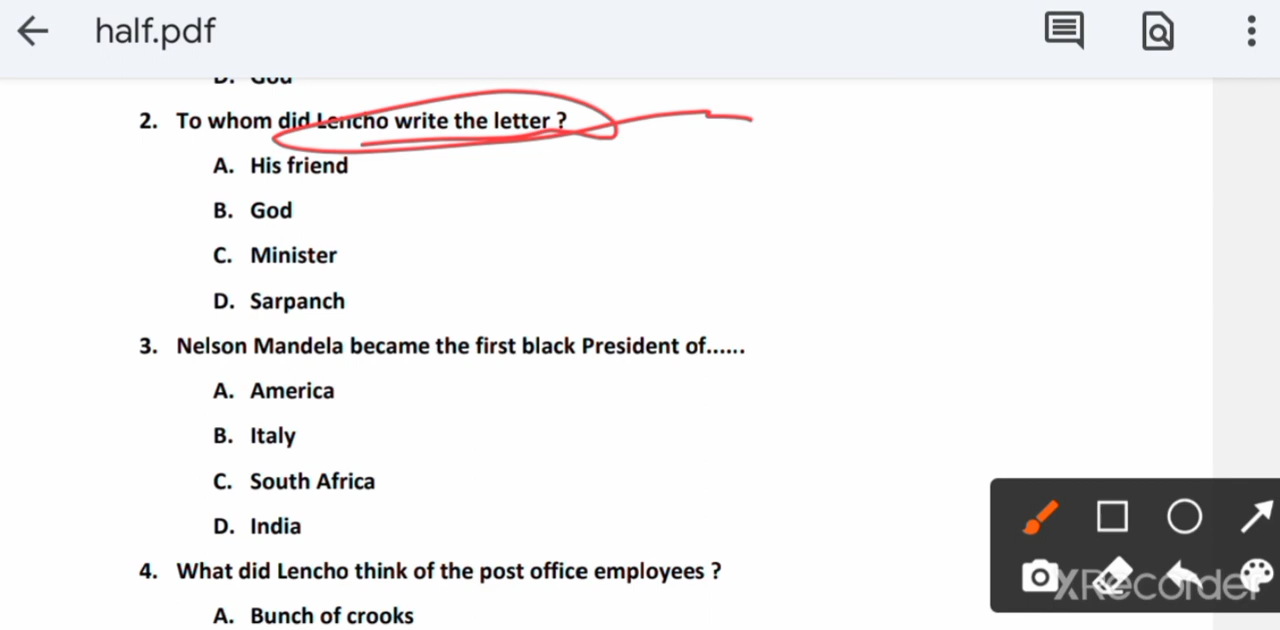 half.pdf
D. God
2. To whom did Lencho write the letter ?
A. His friend
B. God
C. Minister
D. Sarpanch
3. Nelson Mandela became the first black President of......
A. America
B. Italy
C. South Africa
D. India
4. What did Lencho think of the post office employees ?
A. Bunch of crooks
XRecorder